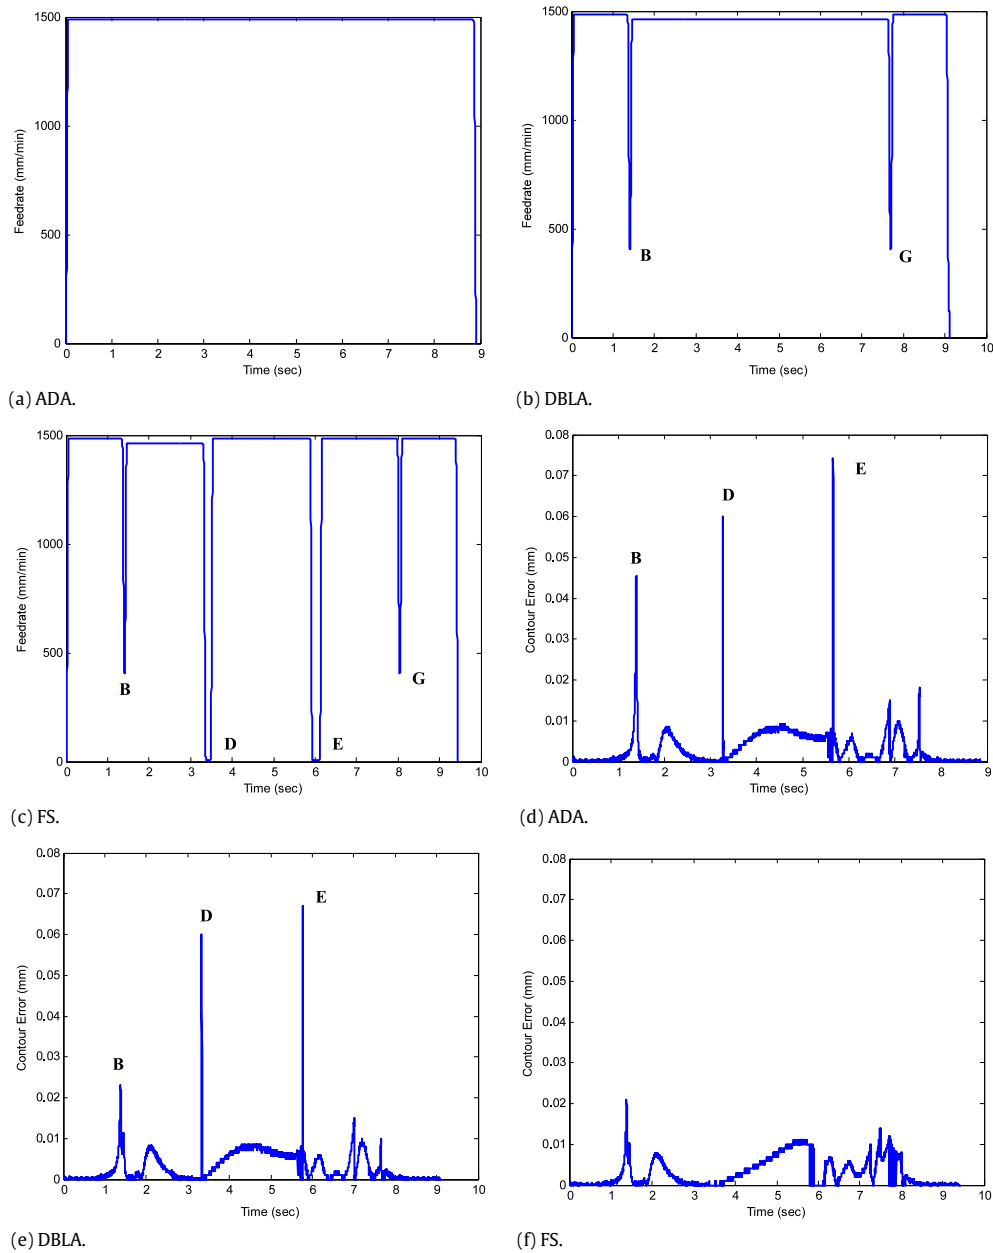 1500
1000
500
0
Feedrate (mm/min)
0 1 2 3 4 5 6 7 8 9
Time (sec)
(a) ADA.
1500
1000
500
0
Feedrate (mm/min)
B
G
0 1 2 3 4 5 6 7 8 9 10
Time (sec)
(b) DBLA.
1500
1000
500
0
Feedrate (mm/min)
B
D
E
G
0 1 2 3 4 5 6 7 8 9 10
Time (sec)
(c) FS.
0.08
0.07
0.06
0.05
0.04
0.03
0.02
0.01
0
Contour Error (mm)
B
D
E
0 1 2 3 4 5 6 7 8 9
Time (sec)
(d) ADA.
0.08
0.07
0.06
0.05
0.04
0.03
0.02
0.01
0
Contour Error (mm)
B
D
E
0 1 2 3 4 5 6 7 8 9 10
Time (sec)
(e) DBLA.
0.08
0.07
0.06
0.05
0.04
0.03
0.02
0.01
0
Contour Error (mm)
0 1 2 3 4 5 6 7 8 9 10
Time (sec)
(f) FS.